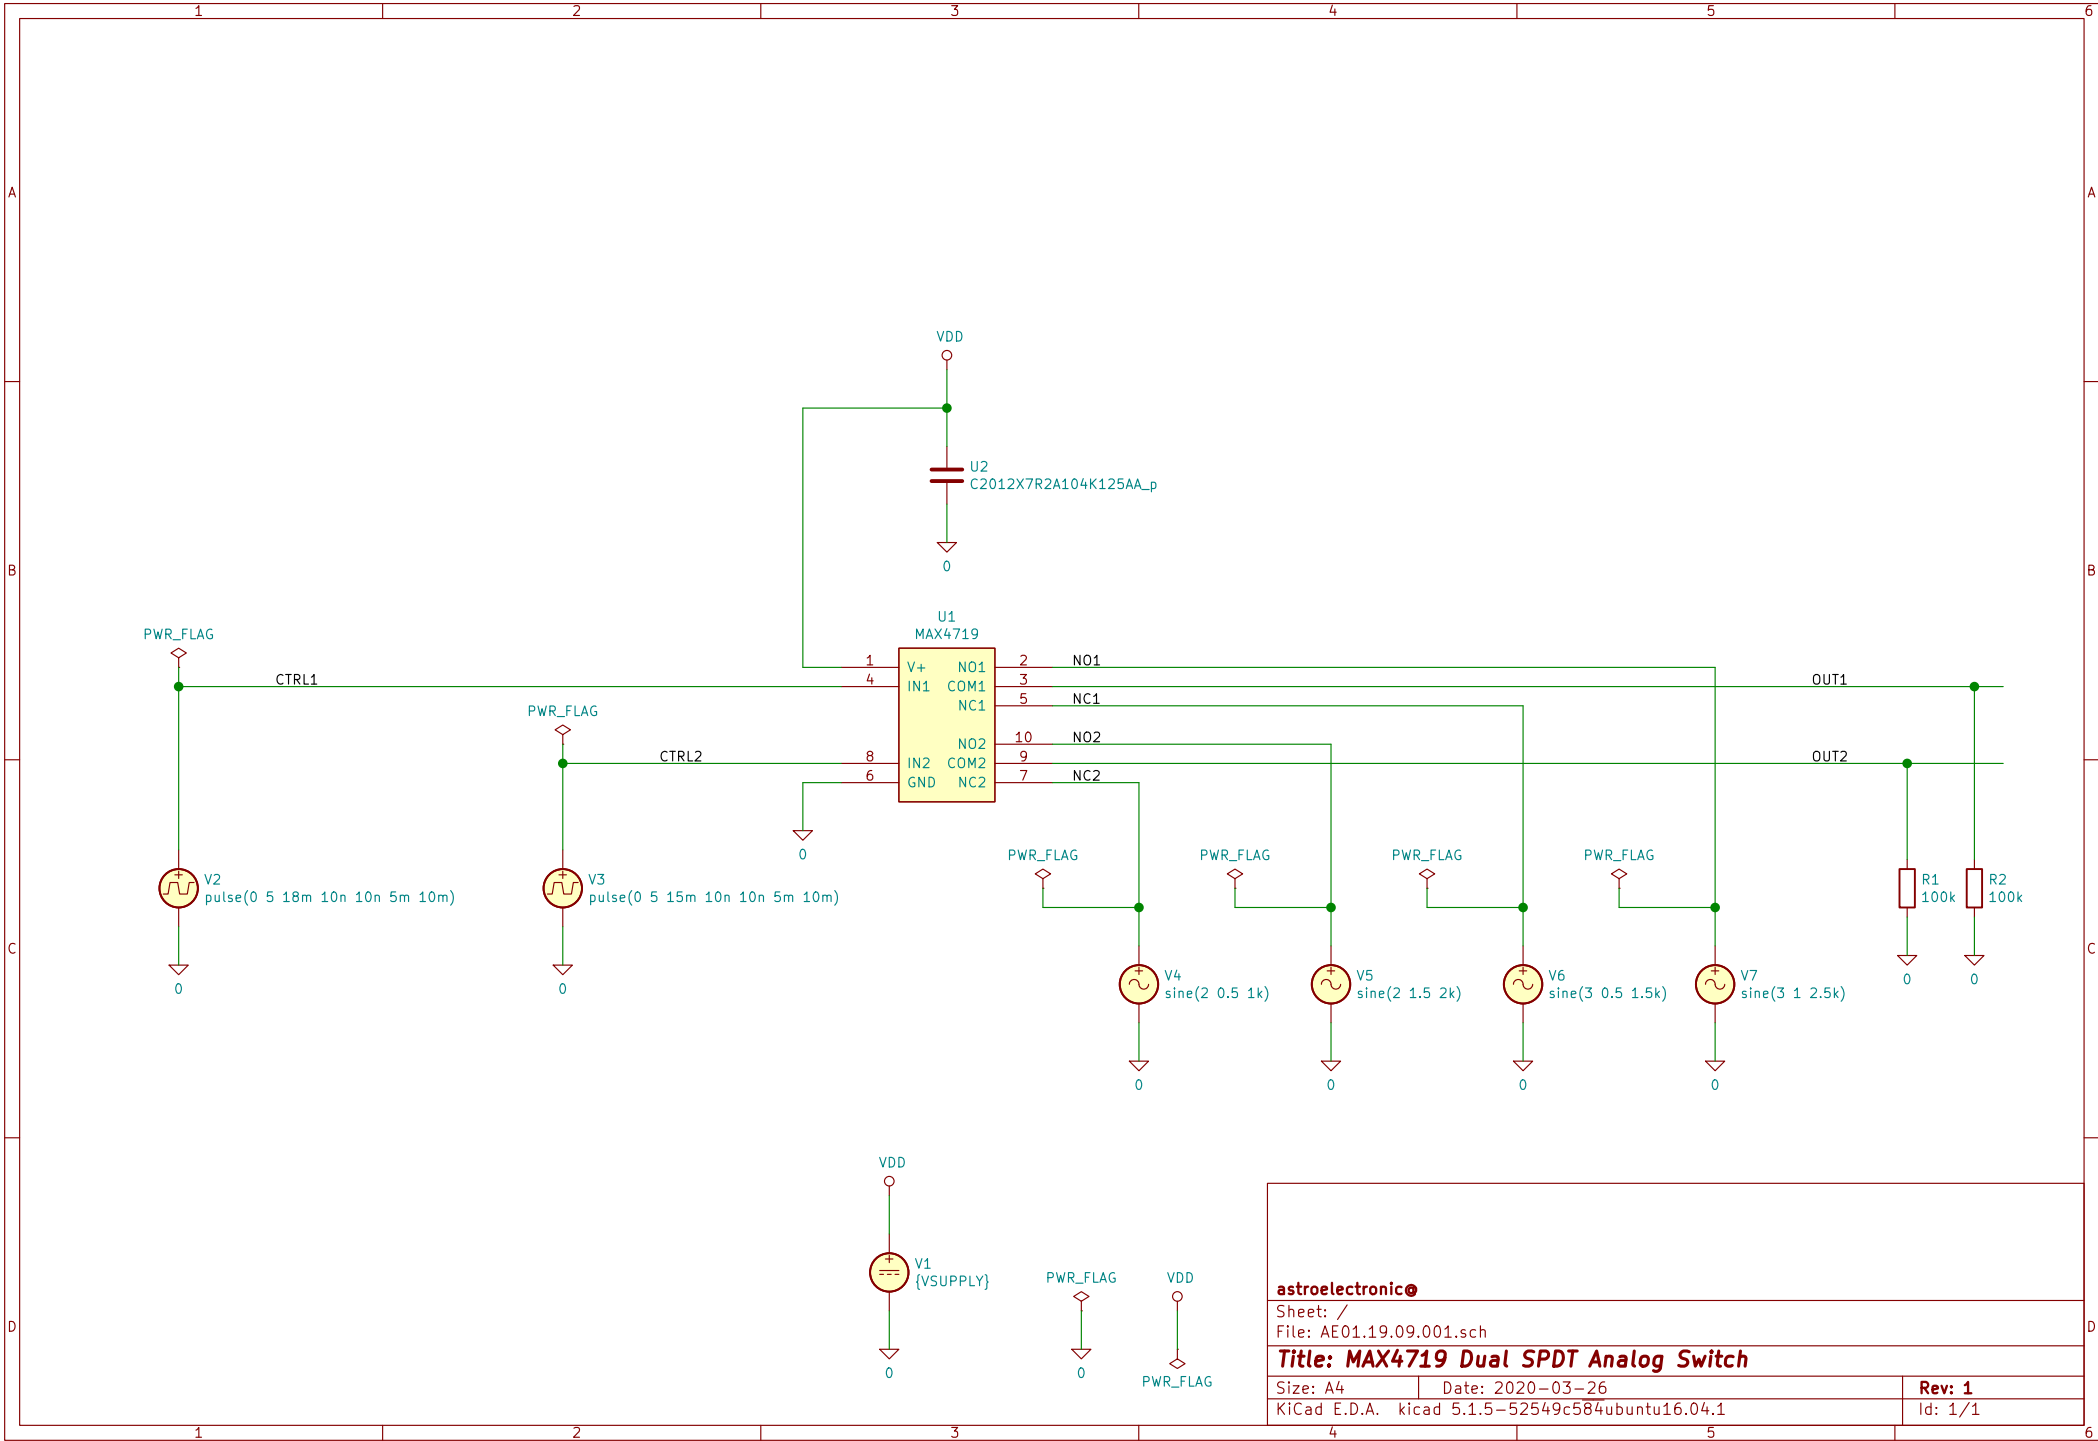 1 2 3 4 5 6
A A
VDD
U2
C2012X7R2A104K125AA_p
0
B B
U1
MAX4719
PWR_FLAG
1 V+ NO1 2 NO1
CTRL1 4 IN1 COM1 3 OUT1
NC1 5 NC1
PWR_FLAG
NO2 10 NO2
CTRL2 8 IN2 COM2 9 OUT2
6 GND NC2 7 NC2
0
PWR_FLAG PWR_FLAG PWR_FLAG PWR_FLAG
V2
pulse(0 5 18m 10n 10n 5m 10m)
V3
pulse(0 5 15m 10n 10n 5m 10m)
R1
100k
R2
100k
C C
0 0
V4
sine(2 0.5 1k)
V5
sine(2 1.5 2k)
V6
sine(3 0.5 1.5k)
V7
sine(3 1 2.5k)
0 0
0 0 0 0
VDD
V1
{VSUPPLY}
0
PWR_FLAG
0
VDD
PWR_FLAG
D D
astroelectronic@
Sheet: /
File: AE01.19.09.001.sch
Title: MAX4719 Dual SPDT Analog Switch
Size: A4 Date: 2020-03-26 Rev: 1
KiCad E.D.A. kicad 5.1.5-52549c584ubuntu16.04.1 Id: 1/1
1 2 3 4 5 6